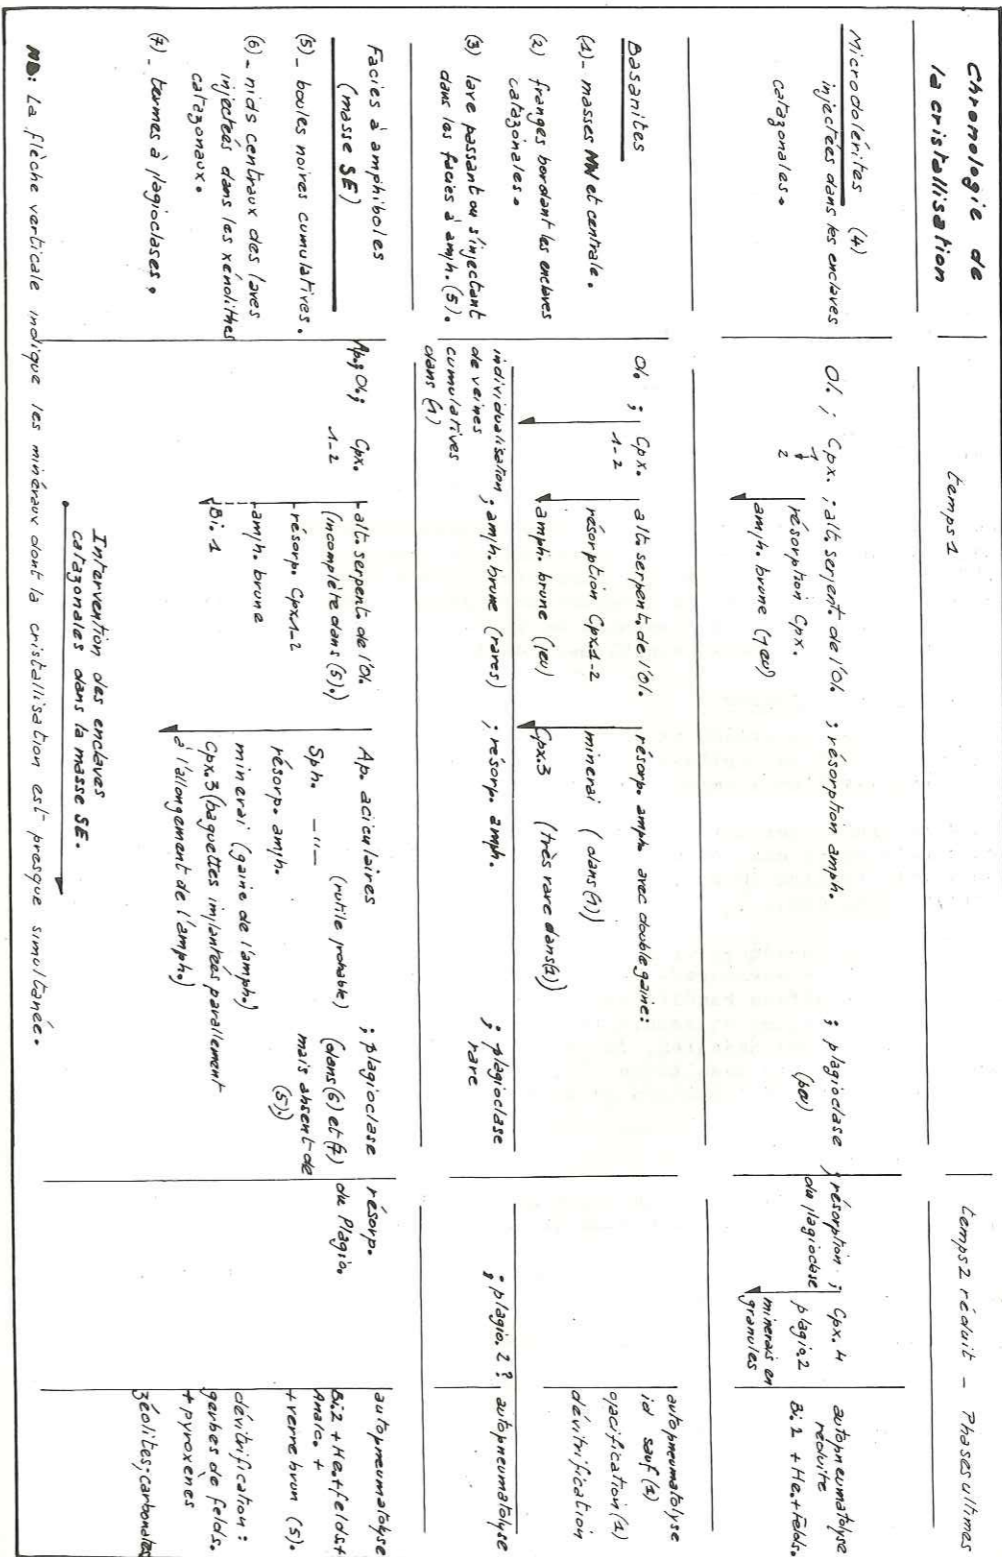 Chronologie de
la cristallisation
temps 1
temps 2 réduit - Phases ultimes
Microdolérites (4)
injectées dans les enclaves
catazonales.
Ol. ; Cpx. ; alt. serpent. de l'Ol. ; résorption amph. ; plagioclase ; résorption ; Cpx. 4
1
2
résorption Cpx.
amph. brune (peu)
(peu)
du plagioclase
plagio. 2
minerais en
granules
autopneumatolyse
réduite
Bi. 2 + He. + Felds.
Basanites
(1)- masses NW et centrale.
(2) franges bordant les enclaves
catazonales.
(3) lave passant ou s'injectant
dans les facies à amph. (5).
Ol. ; Cpx.
1-2
alt. serpent. de l'Ol.
résorption Cpx.1-2
amph. brune (peu)
résorp. amph. avec double gaine:
minerai (dans (1))
Cpx.3 (très rare dans (2))
autopneumatolyse
id sauf (1)
opacification (1)
dévitrification
individualisation ; amph. brune (rares) ; résorp. amph. ; plagioclase
de veines
cumulatives
dans (1)
rare
; plagio. 2 ? autopneumatolyse
Facies à amphiboles
(masse SE)
(5)_ boules noires cumulatives.
(6)_ nids centraux des laves
injectées dans les xénolithes
catazonaux.
(7)_ termes à plagioclases.
Ap; Ol; Cpx.
1-2
alt. serpent. de l'Ol.
(incomplète dans (5).)
résorp. Cpx.1-2
amph. brune
Bi. 1
Ap. aciculaires
Sph. _"_ (rutile probable)
résorp. amph.
minerai (gaine de l'amph.)
Cpx.3 (baguettes implantées parallement
à l'allongement de l'amph.)
; plagioclase
(dans (6) et (7)
mais absent de
(5).)
résorp.
du Plagio.
autopneumatolyse
Bi.2 + He. + felds +
Analc. +
+ verre brun (5).
dévitrification :
gerbes de felds.
+ pyroxenes
zéolites; carbonates
Intervention des enclaves
catazonales dans la masse SE.
NB: La flèche verticale indique les minéraux dont la cristallisation est presque simultanée.